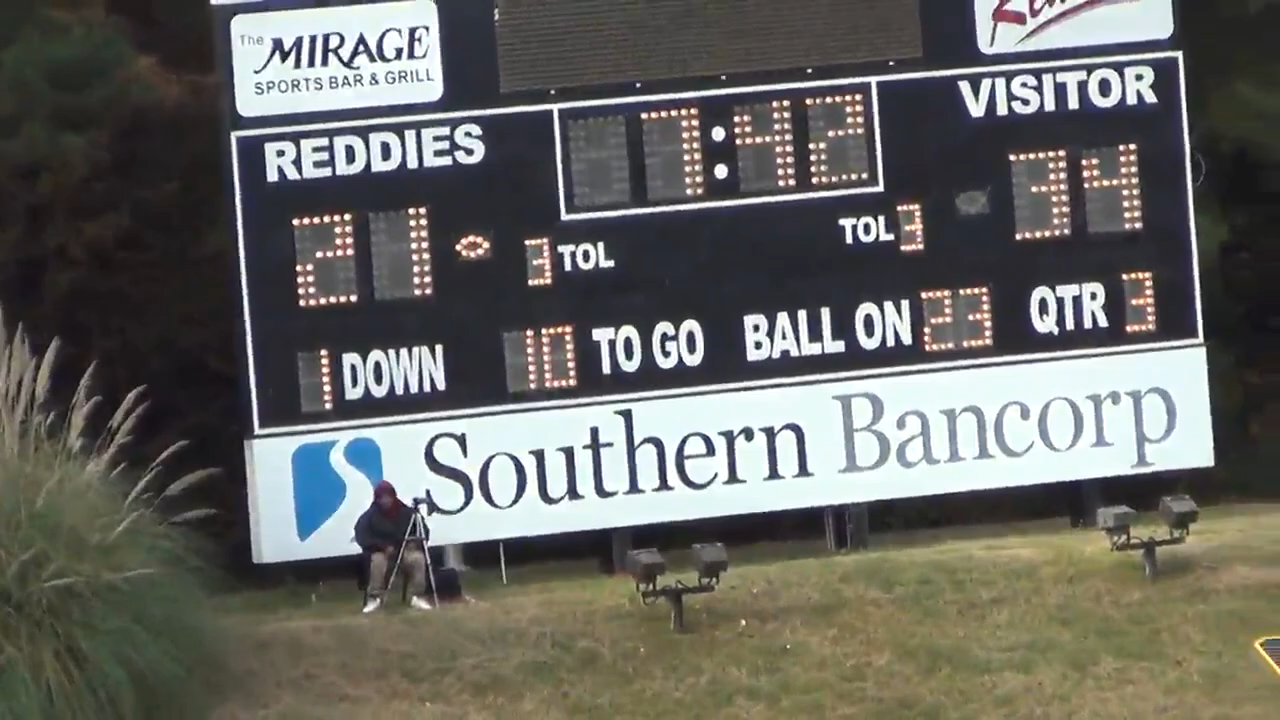 The
MIRAGE
SPORTS BAR & GRILL
REDDIES
7:42
VISITOR
21
3 TOL
TOL 3
34
1 DOWN
10 TO GO
BALL ON 23
QTR 3
Southern Bancorp